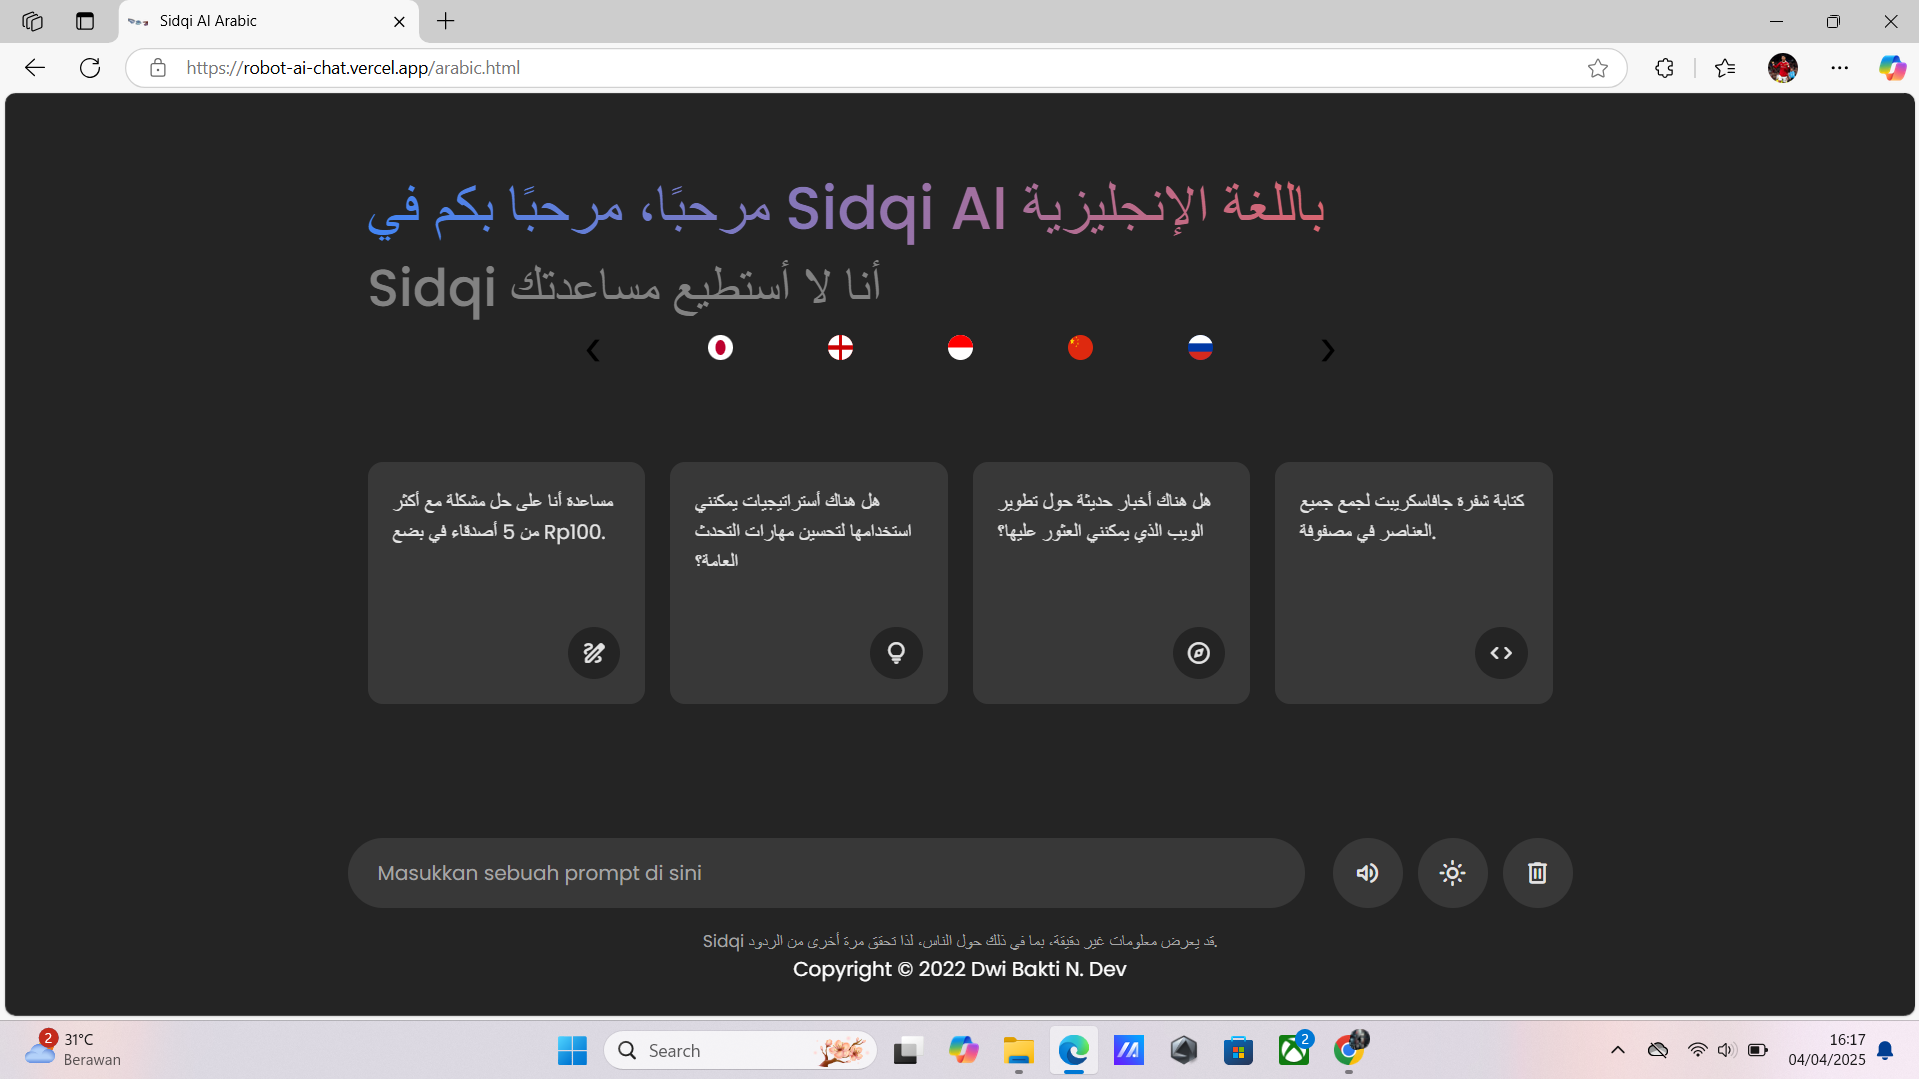 Sidqi AI Arabic
https://robot-ai-chat.vercel.app/arabic.html
مرحبًا، مرحبًا بكم في Sidqi AI باللغة الإنجليزية
Sidqi أنا لا أستطيع مساعدتك
مساعدة أنا على حل مشكلة مع أكثر
من 5 أصدقاء في بضع Rp100.
هل هناك أستراتيجيات يمكنني
استخدامها لتحسين مهارات التحدث
العامة؟
هل هناك أخبار حديثة حول تطوير
الويب الذي يمكنني العثور عليها؟
كتابة شفرة جافاسكريبت لجمع جميع
العناصر في مصفوفة.
Masukkan sebuah prompt di sini
Sidqi قد يعرض معلومات غير دقيقة، بما في ذلك حول الناس، لذا تحقق مرة أخرى من الردود.
Copyright © 2022 Dwi Bakti N. Dev
2
31°C
Berawan
Search
2
16:17
04/04/2025